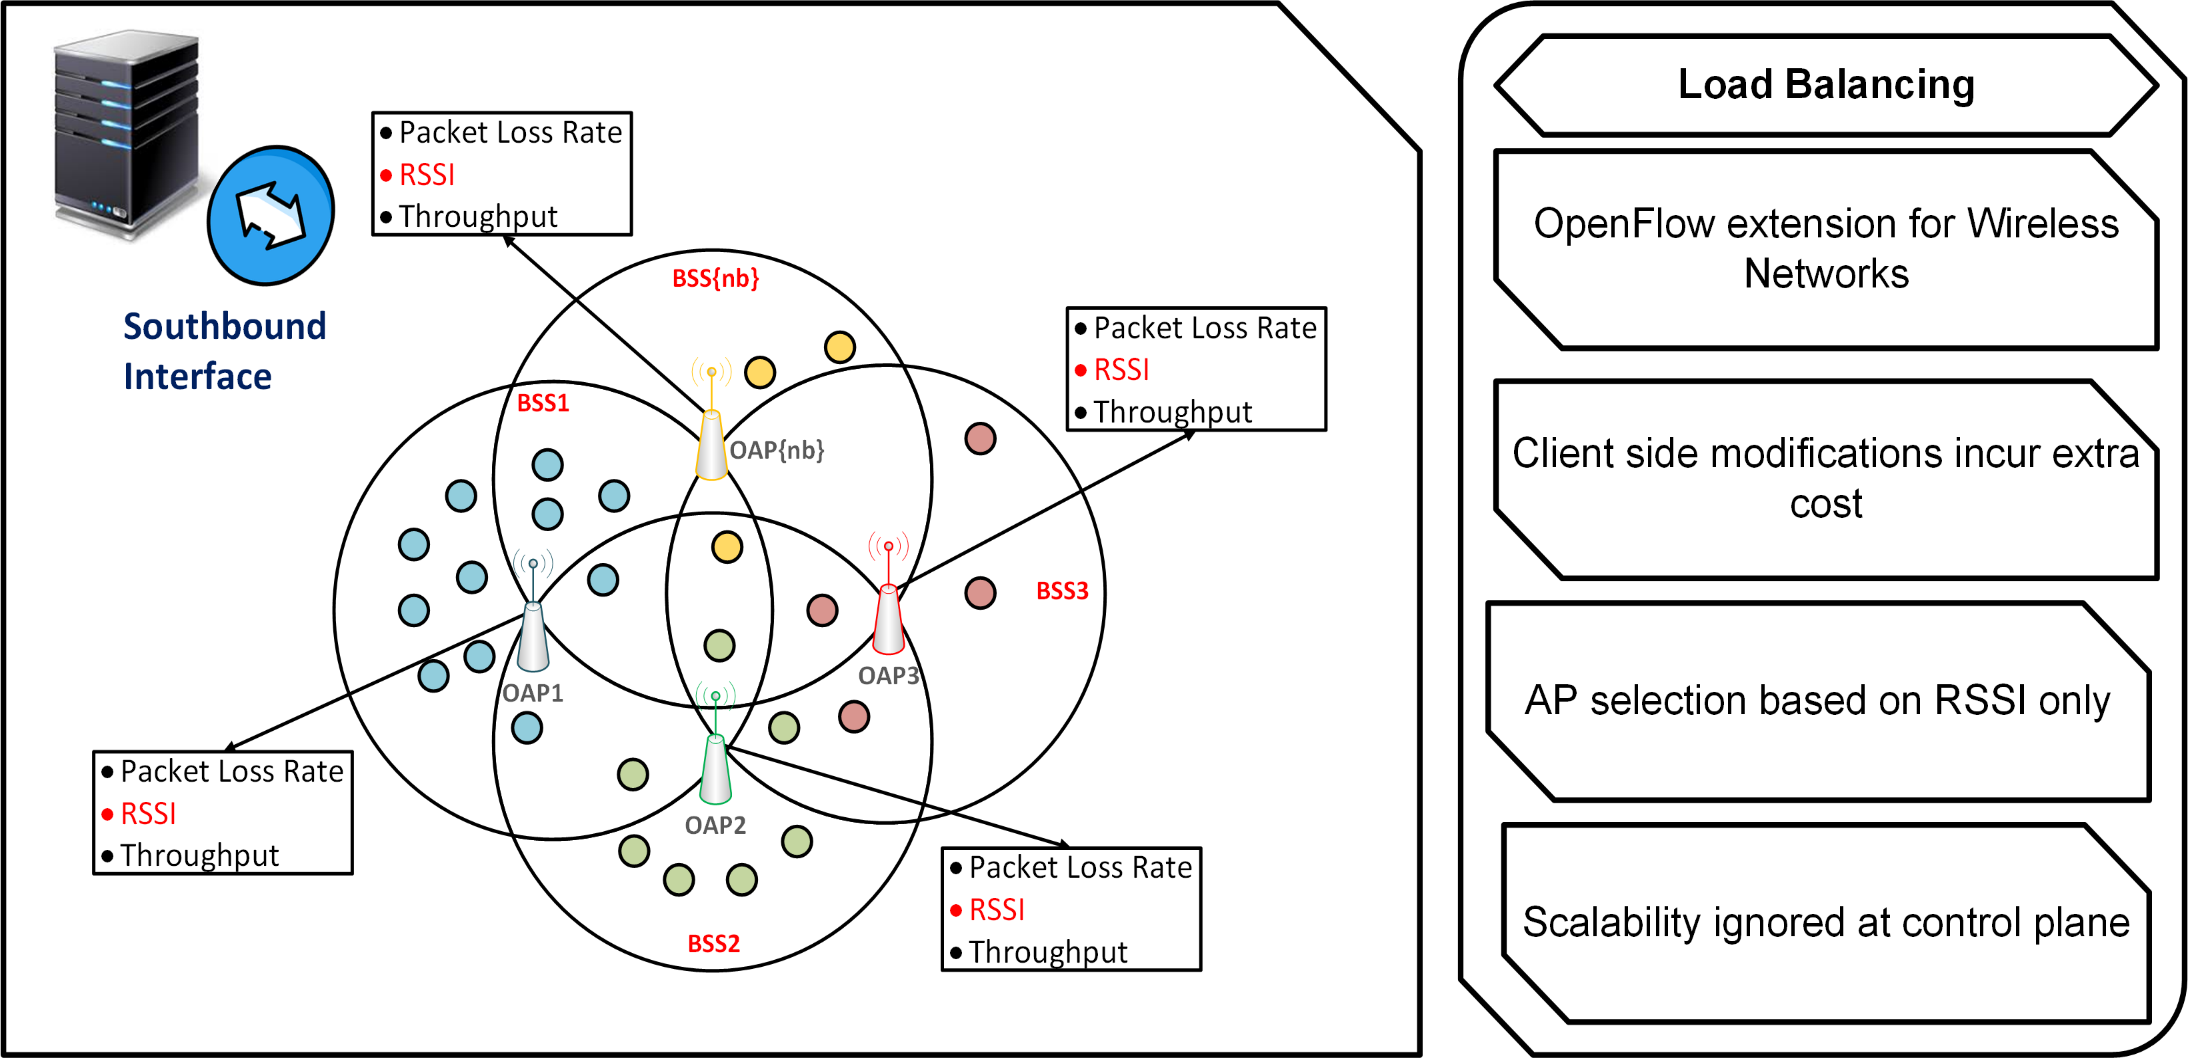 Southbound
Interface
• Packet Loss Rate
• RSSI
• Throughput
BSS{nb}
OAP{nb}
• Packet Loss Rate
• RSSI
• Throughput
BSS1
BSS3
OAP1
OAP3
• Packet Loss Rate
• RSSI
• Throughput
OAP2
BSS2
• Packet Loss Rate
• RSSI
• Throughput
Load Balancing
OpenFlow extension for Wireless
Networks
Client side modifications incur extra
cost
AP selection based on RSSI only
Scalability ignored at control plane